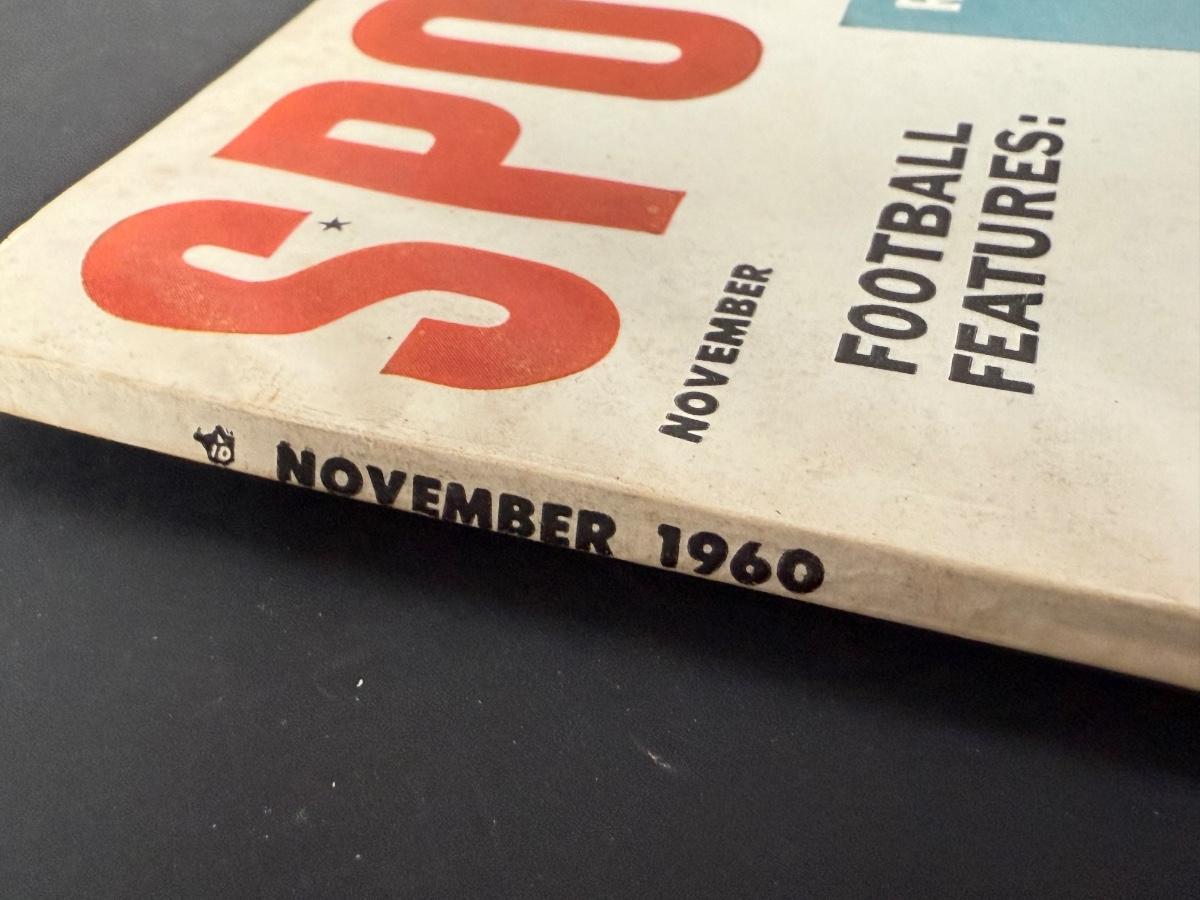 SPO
NOVEMBER
FOOTBALL
FEATURES:
10
NOVEMBER 1960